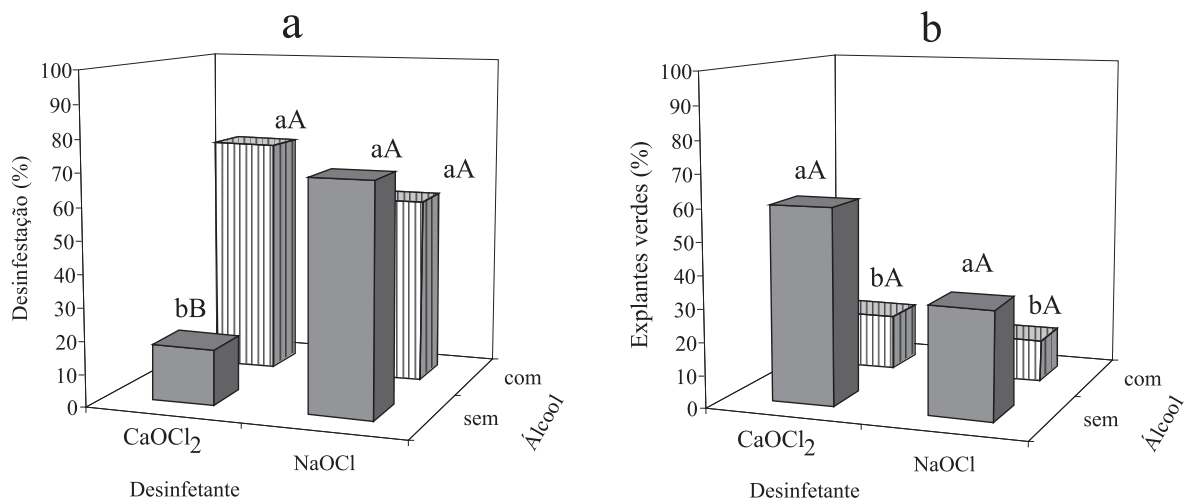 a
Desinfestação (%)
100
90
80
70
60
50
40
30
20
10
0
aA
aA
aA
bB
CaOCl2
NaOCl
Desinfetante
com
sem
Álcool
b
Explantes verdes (%)
100
90
80
70
60
50
40
30
20
10
0
aA
bA
aA
bA
CaOCl2
NaOCl
Desinfetante
com
sem
Álcool